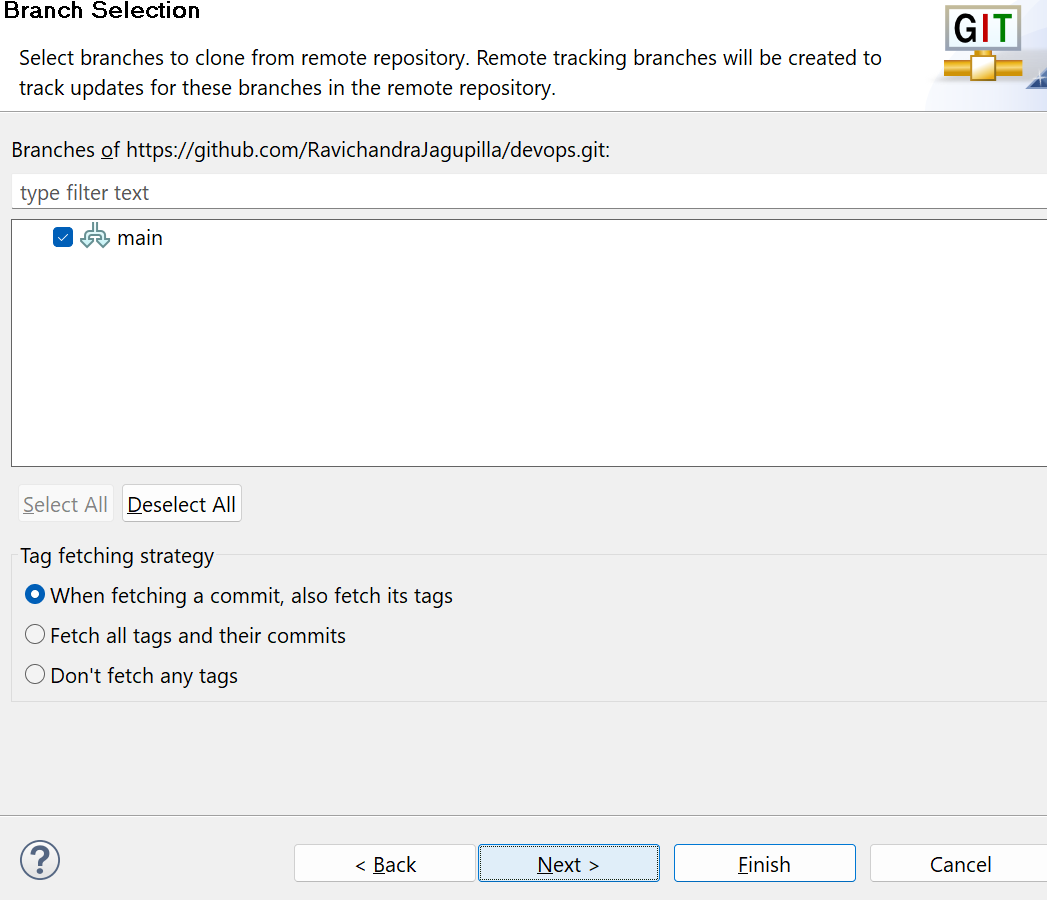 Branch Selection
GIT
Select branches to clone from remote repository. Remote tracking branches will be created to
track updates for these branches in the remote repository.
Branches of https://github.com/RavichandraJagupilla/devops.git:
type filter text
main
Select All
Deselect All
Tag fetching strategy
When fetching a commit, also fetch its tags
Fetch all tags and their commits
Don't fetch any tags
?
< Back
Next >
Finish
Cancel